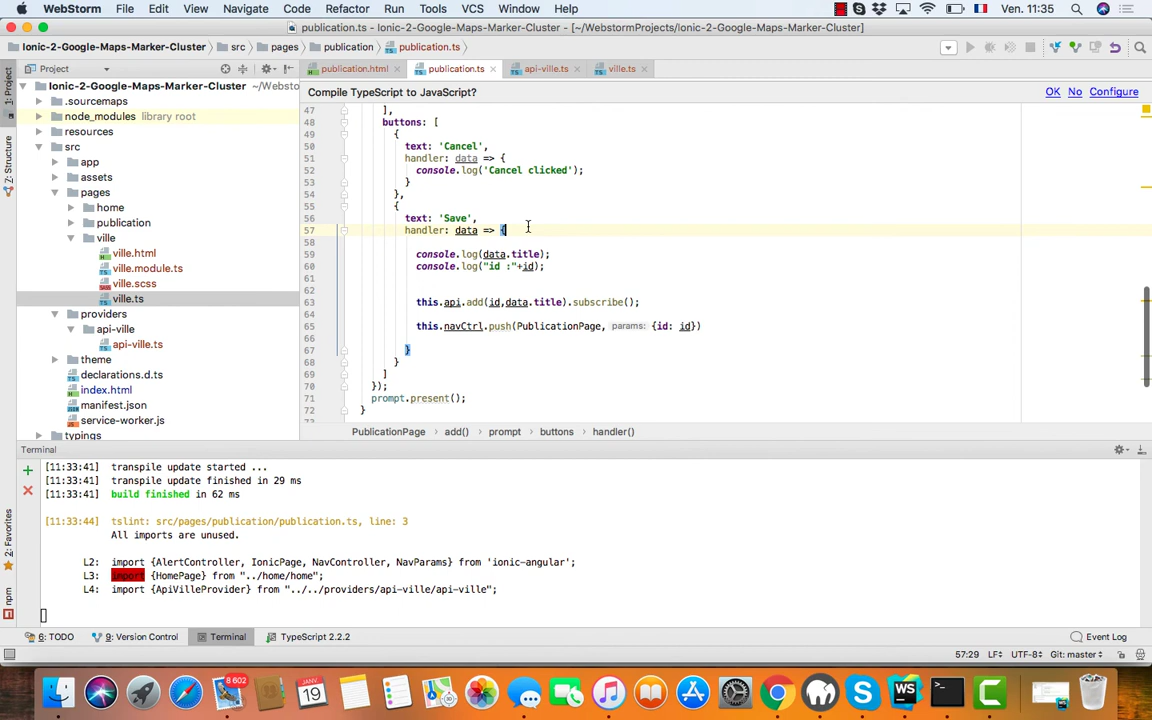 WebStorm File Edit View Navigate Code Refactor Run Tools VCS Window Help Ven. 11:35
publication.ts - Ionic-2-Google-Maps-Marker-Cluster - [~/WebstormProjects/Ionic-2-Google-Maps-Marker-Cluster]
Ionic-2-Google-Maps-Marker-Cluster src pages publication publication.ts
Project publication.html publication.ts api-ville.ts ville.ts
1: Project
7: Structure
2: Favorites
npm
Ionic-2-Google-Maps-Marker-Cluster ~/Websto
.sourcemaps
node_modules library root
resources
src
app
assets
pages
home
publication
ville
ville.html
ville.module.ts
ville.scss
ville.ts
providers
api-ville
api-ville.ts
theme
declarations.d.ts
index.html
manifest.json
service-worker.js
typings
Compile TypeScript to JavaScript? OK No Configure
47 ],
48 buttons: [
49 {
50 text: 'Cancel',
51 handler: data => {
52 console.log('Cancel clicked');
53 }
54 },
55 {
56 text: 'Save',
57 handler: data => {
58
59 console.log(data.title);
60 console.log("id :"+id);
61
62
63 this.api.add(id,data.title).subscribe();
64
65 this.navCtrl.push(PublicationPage, params: {id: id})
66
67 }
68 }
69 ]
70 });
71 prompt.present();
72 }
PublicationPage add() prompt buttons handler()
Terminal
[11:33:41] transpile update started ...
[11:33:41] transpile update finished in 29 ms
[11:33:41] build finished in 62 ms
[11:33:44] tslint: src/pages/publication/publication.ts, line: 3
All imports are unused.
L2: import {AlertController, IonicPage, NavController, NavParams} from 'ionic-angular';
L3: import {HomePage} from "../home/home";
L4: import {ApiVilleProvider} from "../../providers/api-ville/api-ville";
6: TODO 9: Version Control Terminal TypeScript 2.2.2 Event Log
57:29 LF÷ UTF-8÷ Git: master÷
8 602
JANV.
19
WS